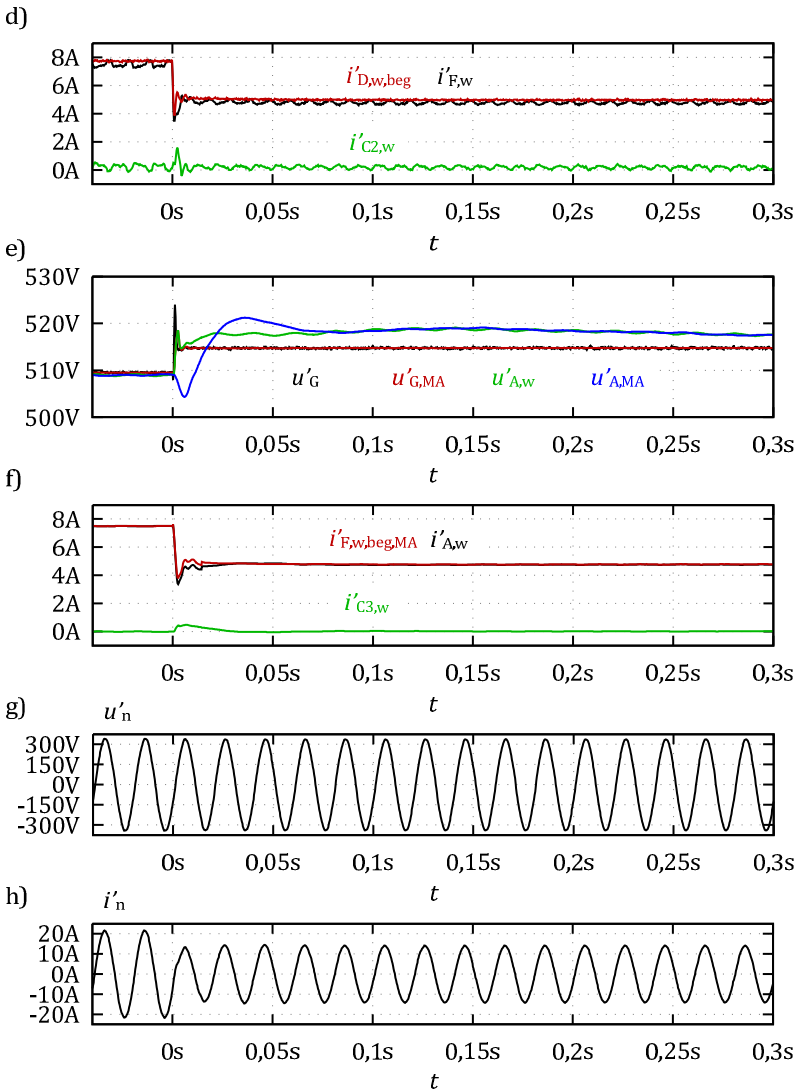 d)
8A
6A
4A
2A
0A
i′D,w,beg i′F,w
i′C2,w
0s 0,05s 0,1s 0,15s 0,2s 0,25s 0,3s
t
e)
530V
520V
510V
500V
u′G u′G,MA u′A,w u′A,MA
0s 0,05s 0,1s 0,15s 0,2s 0,25s 0,3s
t
f)
8A
6A
4A
2A
0A
i′F,w,beg,MA i′A,w
i′C3,w
0s 0,05s 0,1s 0,15s 0,2s 0,25s 0,3s
t
g)
u′n
300V
150V
0V
-150V
-300V
0s 0,05s 0,1s 0,15s 0,2s 0,25s 0,3s
t
h)
i′n
20A
10A
0A
-10A
-20A
0s 0,05s 0,1s 0,15s 0,2s 0,25s 0,3s
t